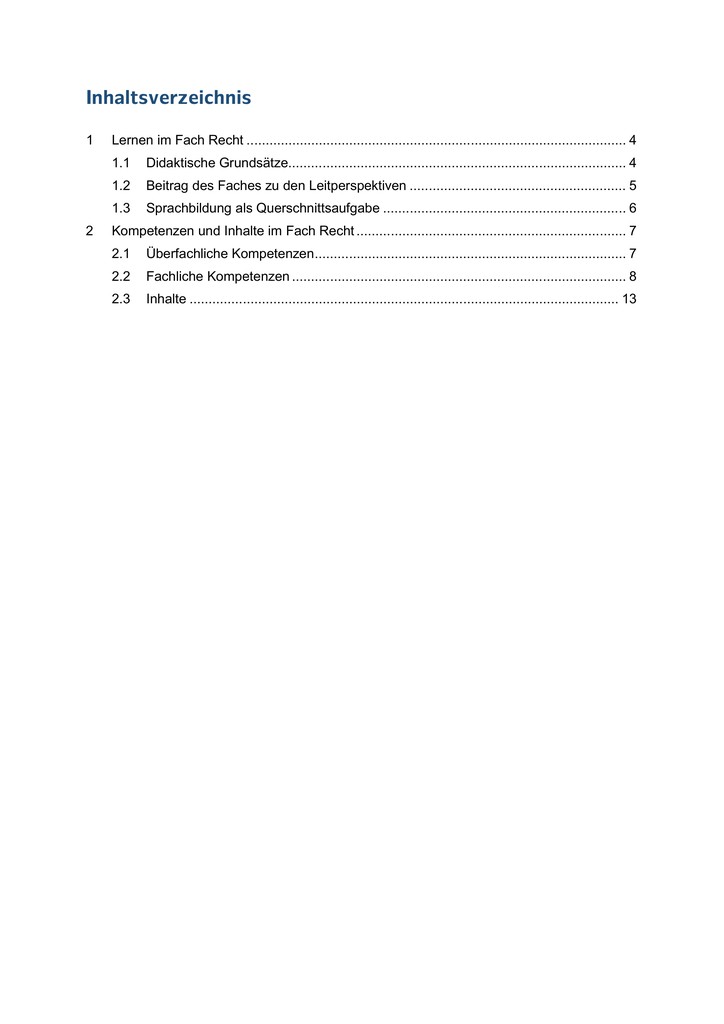 Inhaltsverzeichnis
1 Lernen im Fach Recht .................................................................................................... 4
1.1 Didaktische Grundsätze......................................................................................... 4
1.2 Beitrag des Faches zu den Leitperspektiven ......................................................... 5
1.3 Sprachbildung als Querschnittsaufgabe ................................................................ 6
2 Kompetenzen und Inhalte im Fach Recht ....................................................................... 7
2.1 Überfachliche Kompetenzen.................................................................................. 7
2.2 Fachliche Kompetenzen ........................................................................................ 8
2.3 Inhalte ................................................................................................................. 13